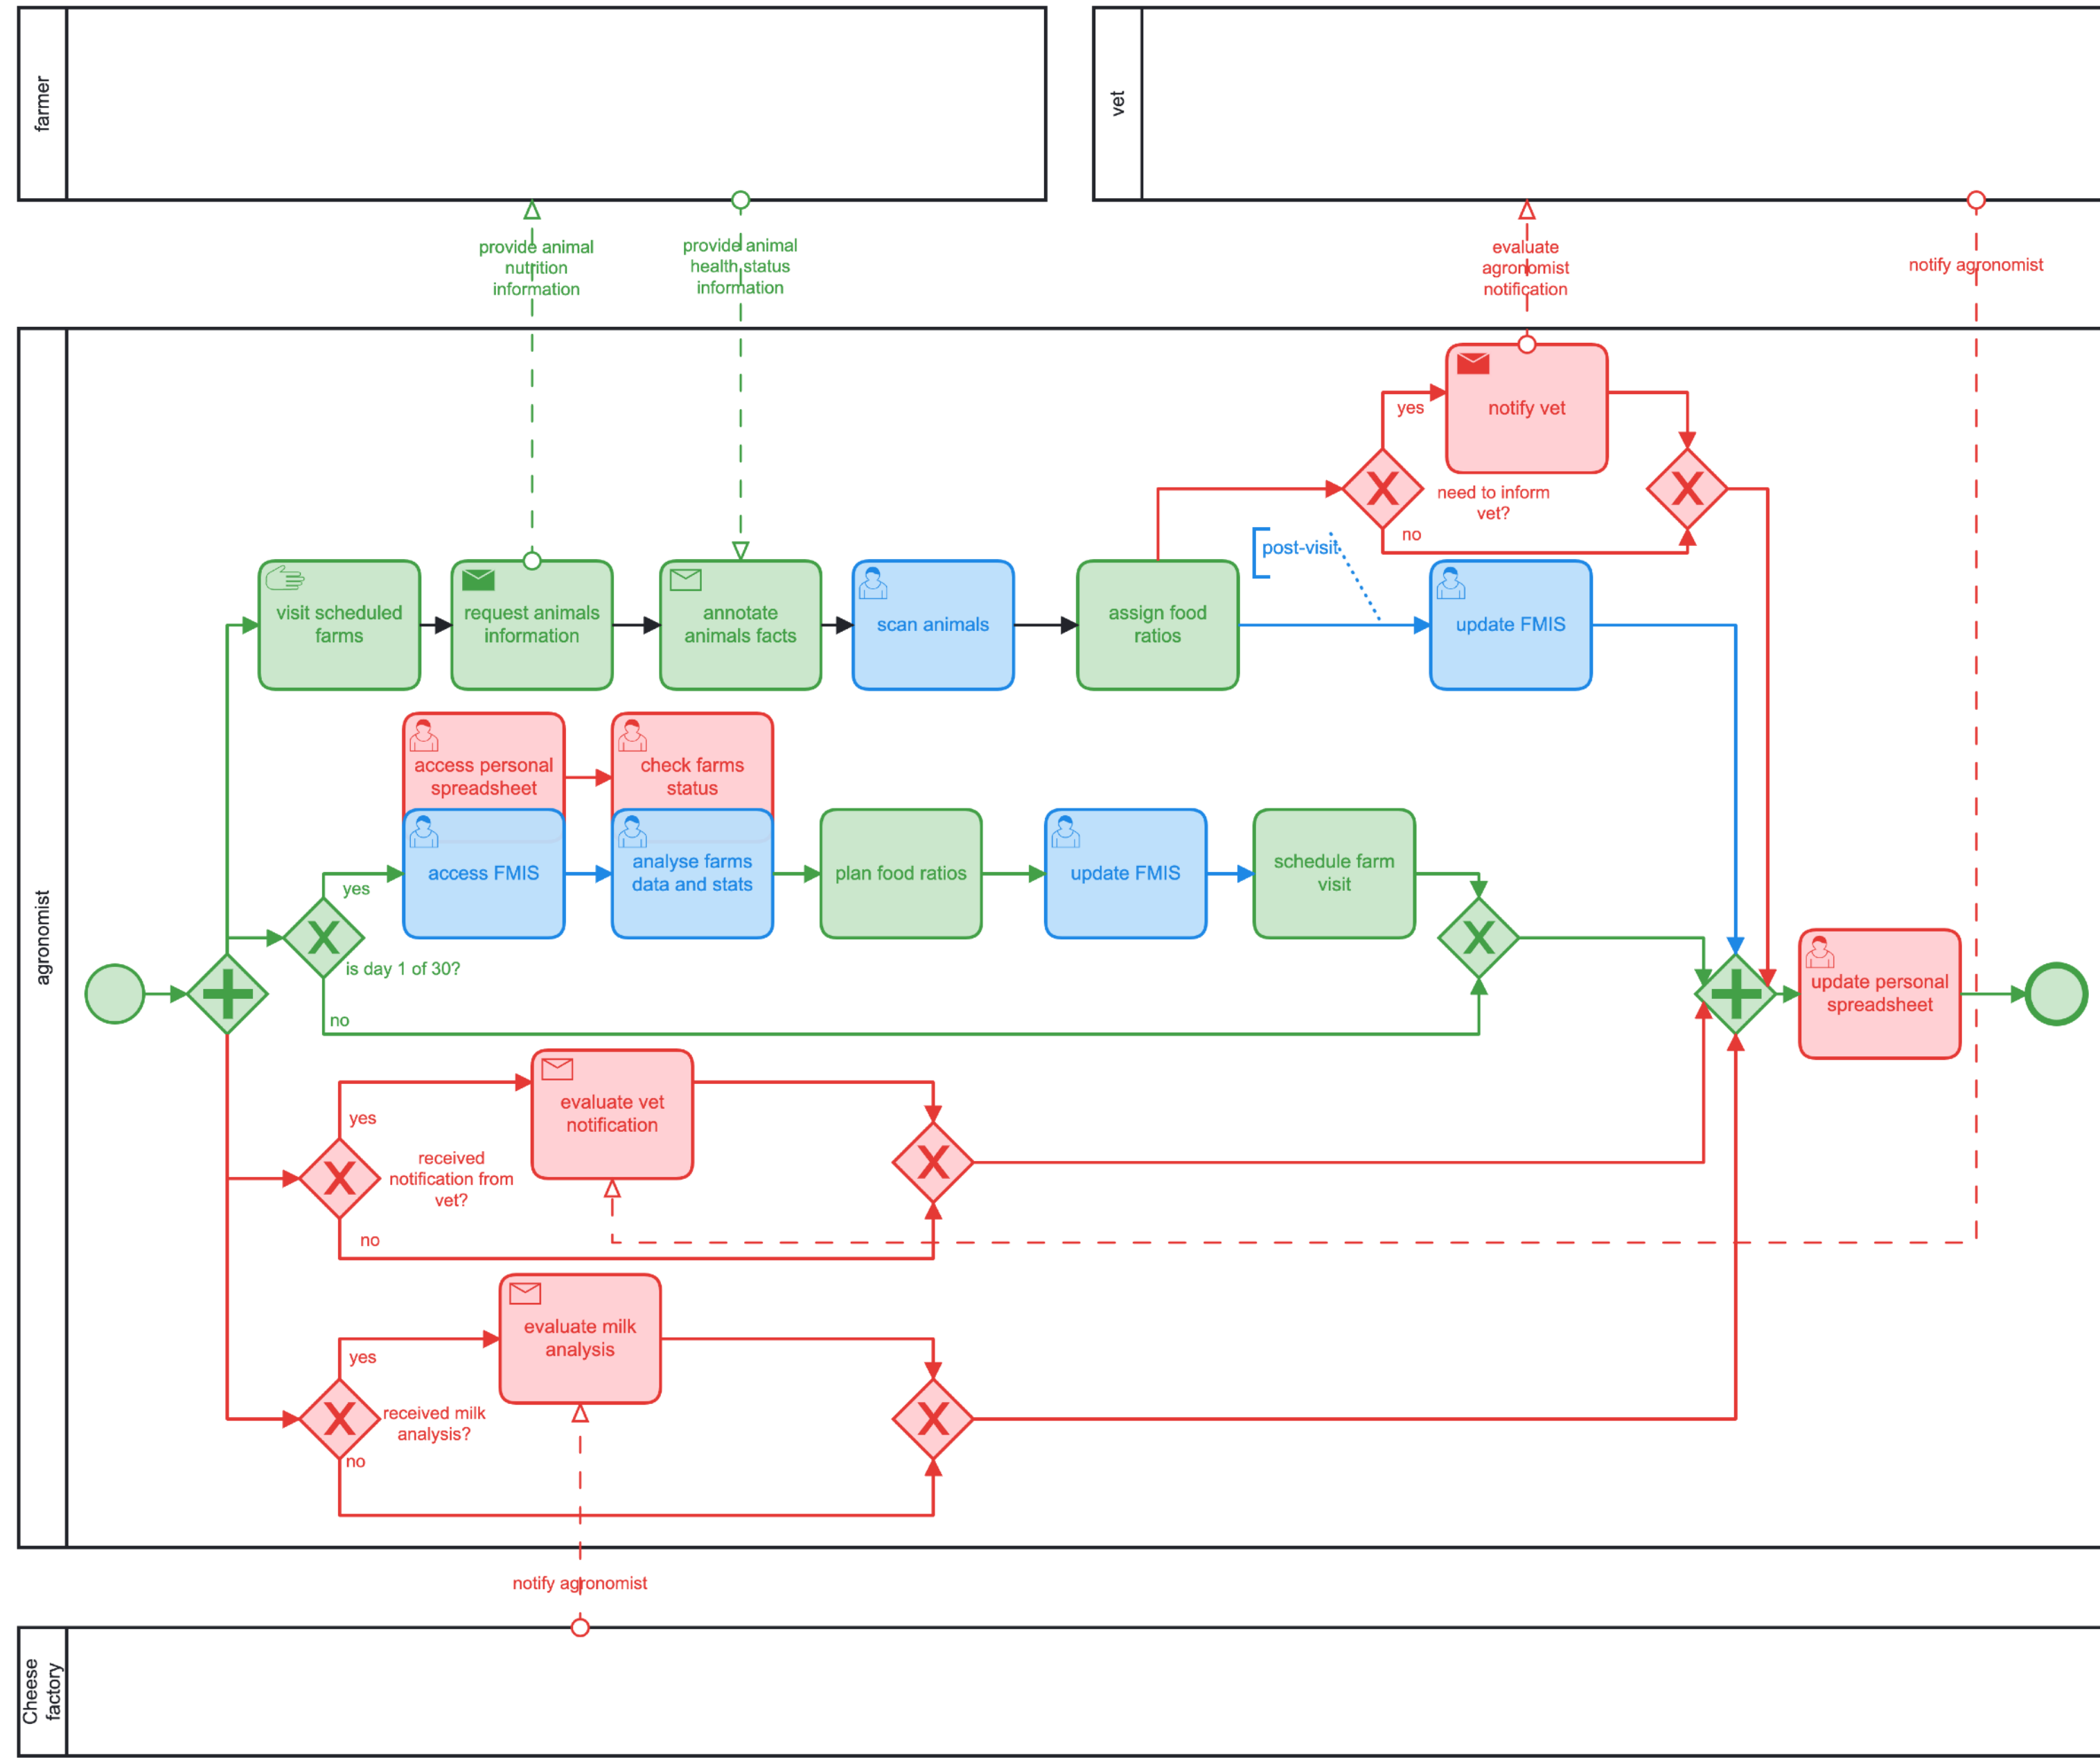 farmer
vet
provide animal
nutrition
information
provide animal
health status
information
evaluate
agronomist
notification
notify agronomist
agronomist
yes
notify vet
need to inform
vet?
no
post-visit
visit scheduled
farms
request animals
information
annotate
animals facts
scan animals
assign food
ratios
update FMIS
access personal
spreadsheet
check farms
status
yes
access FMIS
analyse farms
data and stats
plan food ratios
update FMIS
schedule farm
visit
X
is day 1 of 30?
no
update personal
spreadsheet
yes
evaluate vet
notification
received
notification from
vet?
no
yes
evaluate milk
analysis
received milk
analysis?
no
notify agronomist
Cheese
factory